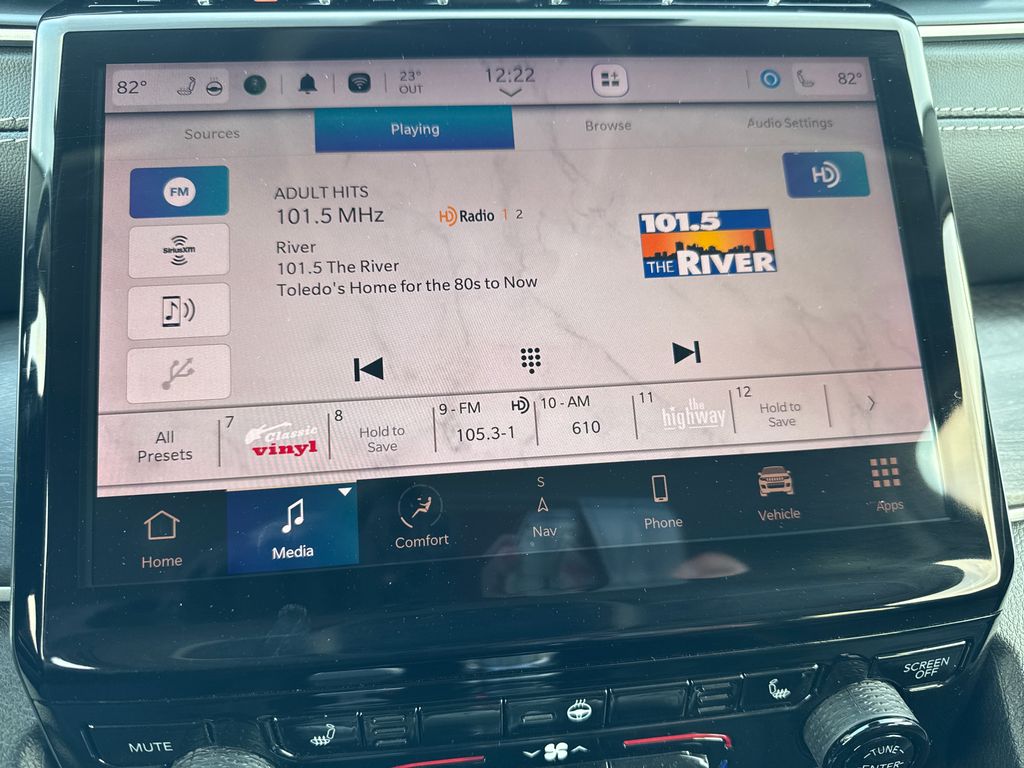 82°
23°
OUT
12:22
82°
Sources
Playing
Browse
Audio Settings
FM
SiriusXM
ADULT HITS
101.5 MHz
HD Radio 1 2
River
101.5 The River
Toledo's Home for the 80s to Now
HD
101.5
THE RIVER
All
Presets
7
Classic
vinyl
8
Hold to
Save
9 - FM HD
105.3-1
10 - AM
610
11
the
highway
12
Hold to
Save
Home
Media
Comfort
S
Nav
Phone
Vehicle
Apps
MUTE
SCREEN
OFF
TUNE
ENTER